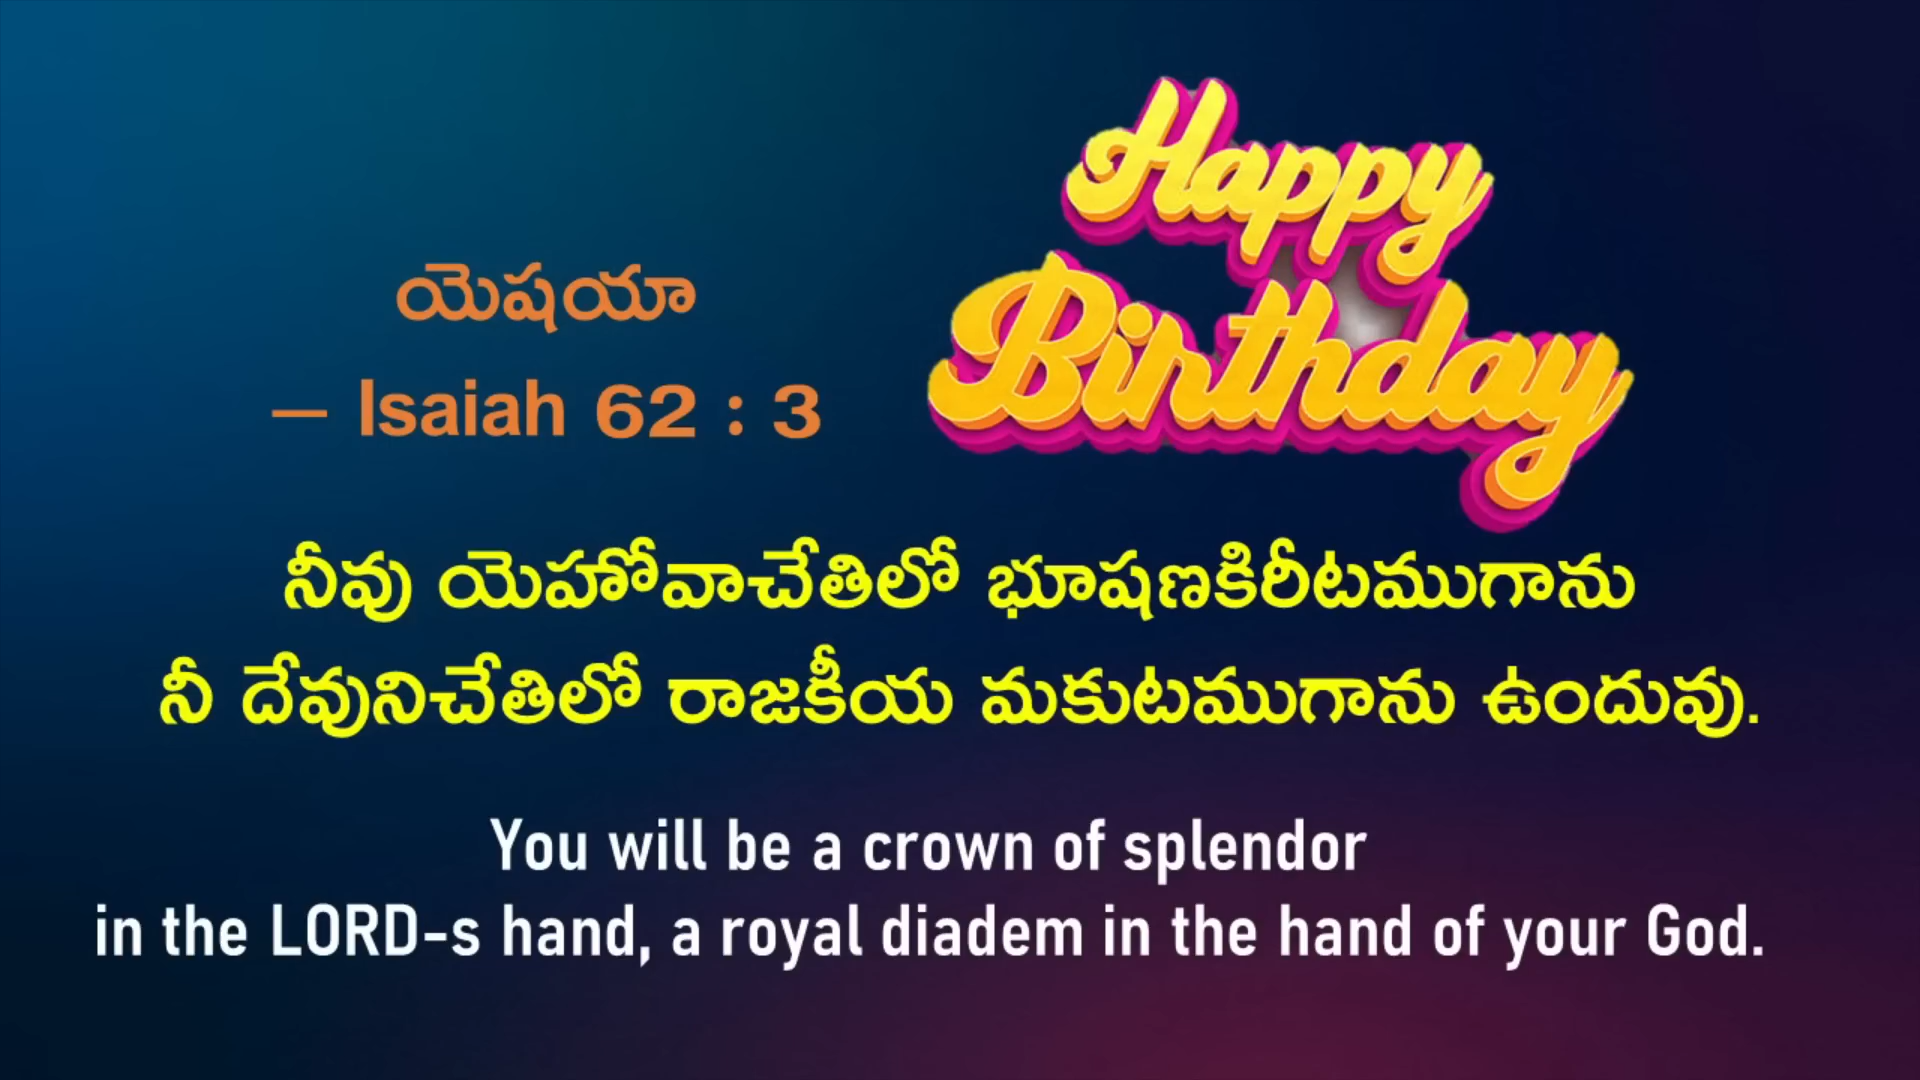 Happy
Birthday
యెషయా
— Isaiah 62 : 3
నీవు యెహోవాచేతిలో భూషణకిరీటముగాను
నీ దేవునిచేతిలో రాజకీయ మకుటముగాను ఉందువు.
You will be a crown of splendor
in the LORD-s hand, a royal diadem in the hand of your God.